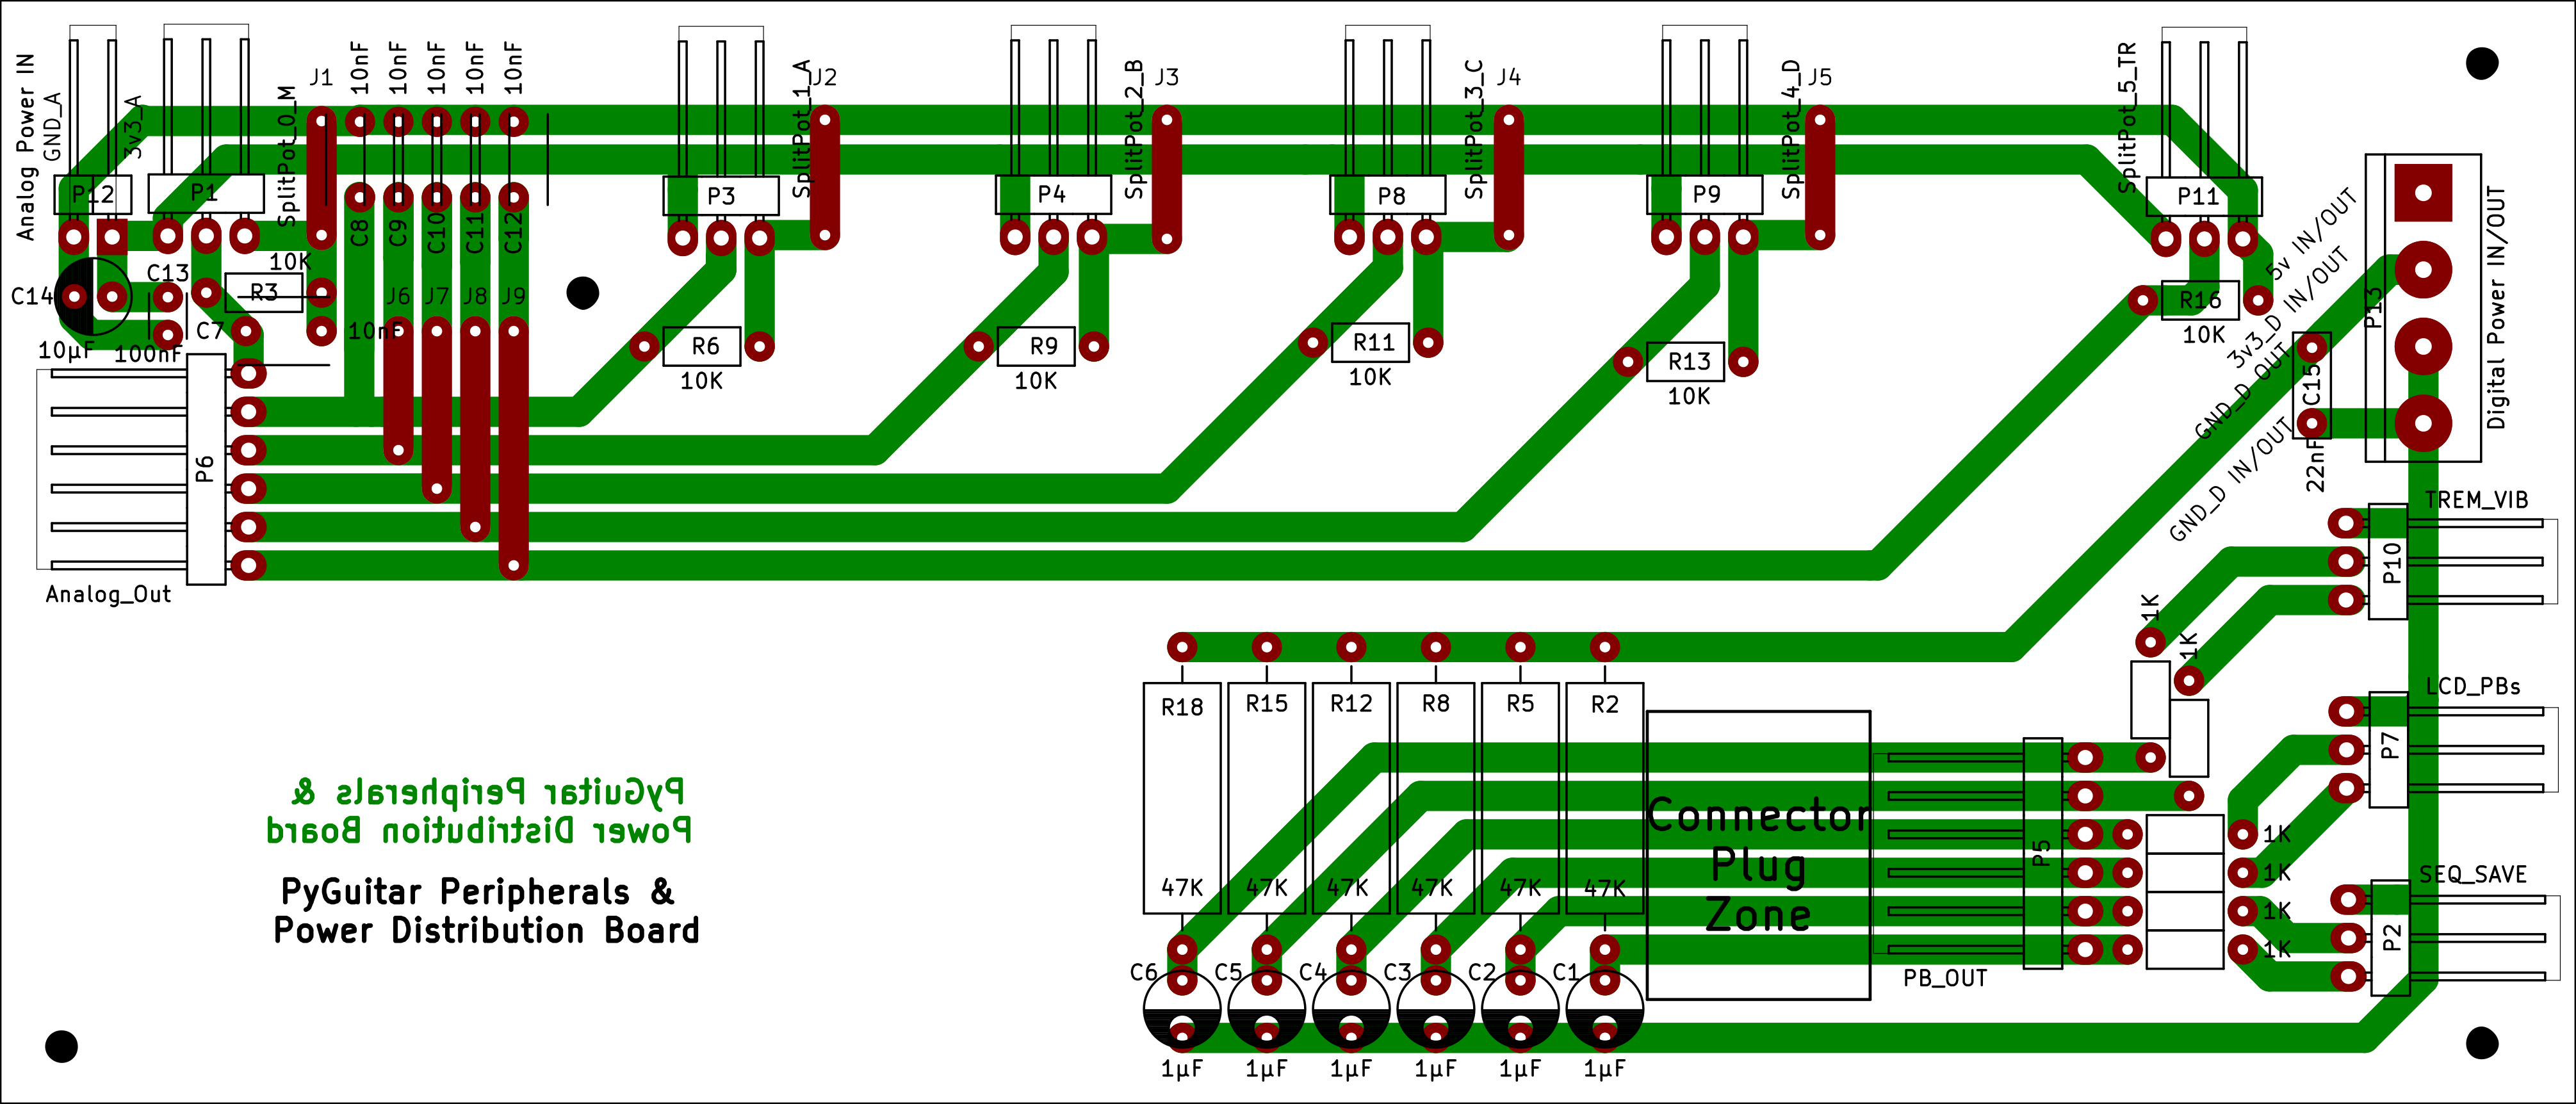 Analog Power IN
GND_A
3v3_A
P12
P1
SplitPot_0_M
J1
10nF
10nF
10nF
10nF
10nF
C8
C9
C10
C11
C12
P3
SplitPot_1_A
J2
P4
SplitPot_2_B
J3
P8
SplitPot_3_C
J4
P9
SplitPot_4_D
J5
SplitPot_5_TR
P11
C14
10µF
C13
100nF
10K
R3
C7
10nF
J6
J7
J8
J9
R6
10K
R9
10K
R11
10K
R13
10K
R16
10K
5v IN/OUT
3v3_D IN/OUT
GND_D OUT
GND_D IN/OUT
P13
Digital Power IN/OUT
C15
22nF
P6
Analog_Out
TREM_VIB
P10
1K
1K
LCD_PBs
P7
R18
R15
R12
R8
R5
R2
47K
47K
47K
47K
47K
47K
Connector
Plug
Zone
P5
PB_OUT
1K
1K
1K
1K
SEQ_SAVE
P2
C6
C5
C4
C3
C2
C1
1µF
1µF
1µF
1µF
1µF
1µF
PyGuitar Peripherals &
Power Distribution Board
PyGuitar Peripherals &
Power Distribution Board